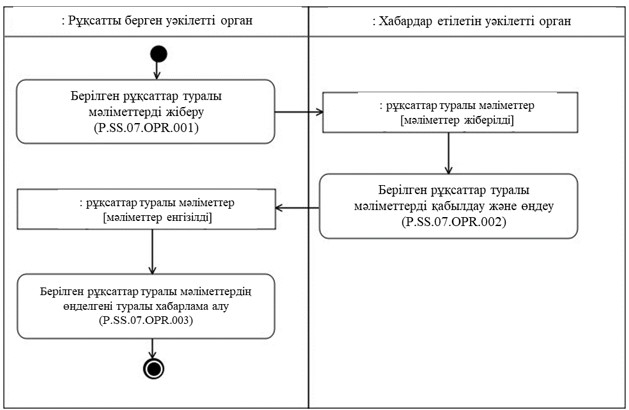 : Рұқсатты берген уәкілетті орган
: Хабардар етілетін уәкілетті орган
Берілген рұқсаттар туралы
мәліметтерді жіберу
(P.SS.07.OPR.001)
: рұқсаттар туралы мәліметтер
[мәліметтер жіберілді]
Берілген рұқсаттар туралы
мәліметтерді қабылдау және өңдеу
(P.SS.07.OPR.002)
: рұқсаттар туралы мәліметтер
[мәліметтер енгізілді]
Берілген рұқсаттар туралы мәліметтердің
өңделгені туралы хабарлама алу
(P.SS.07.OPR.003)